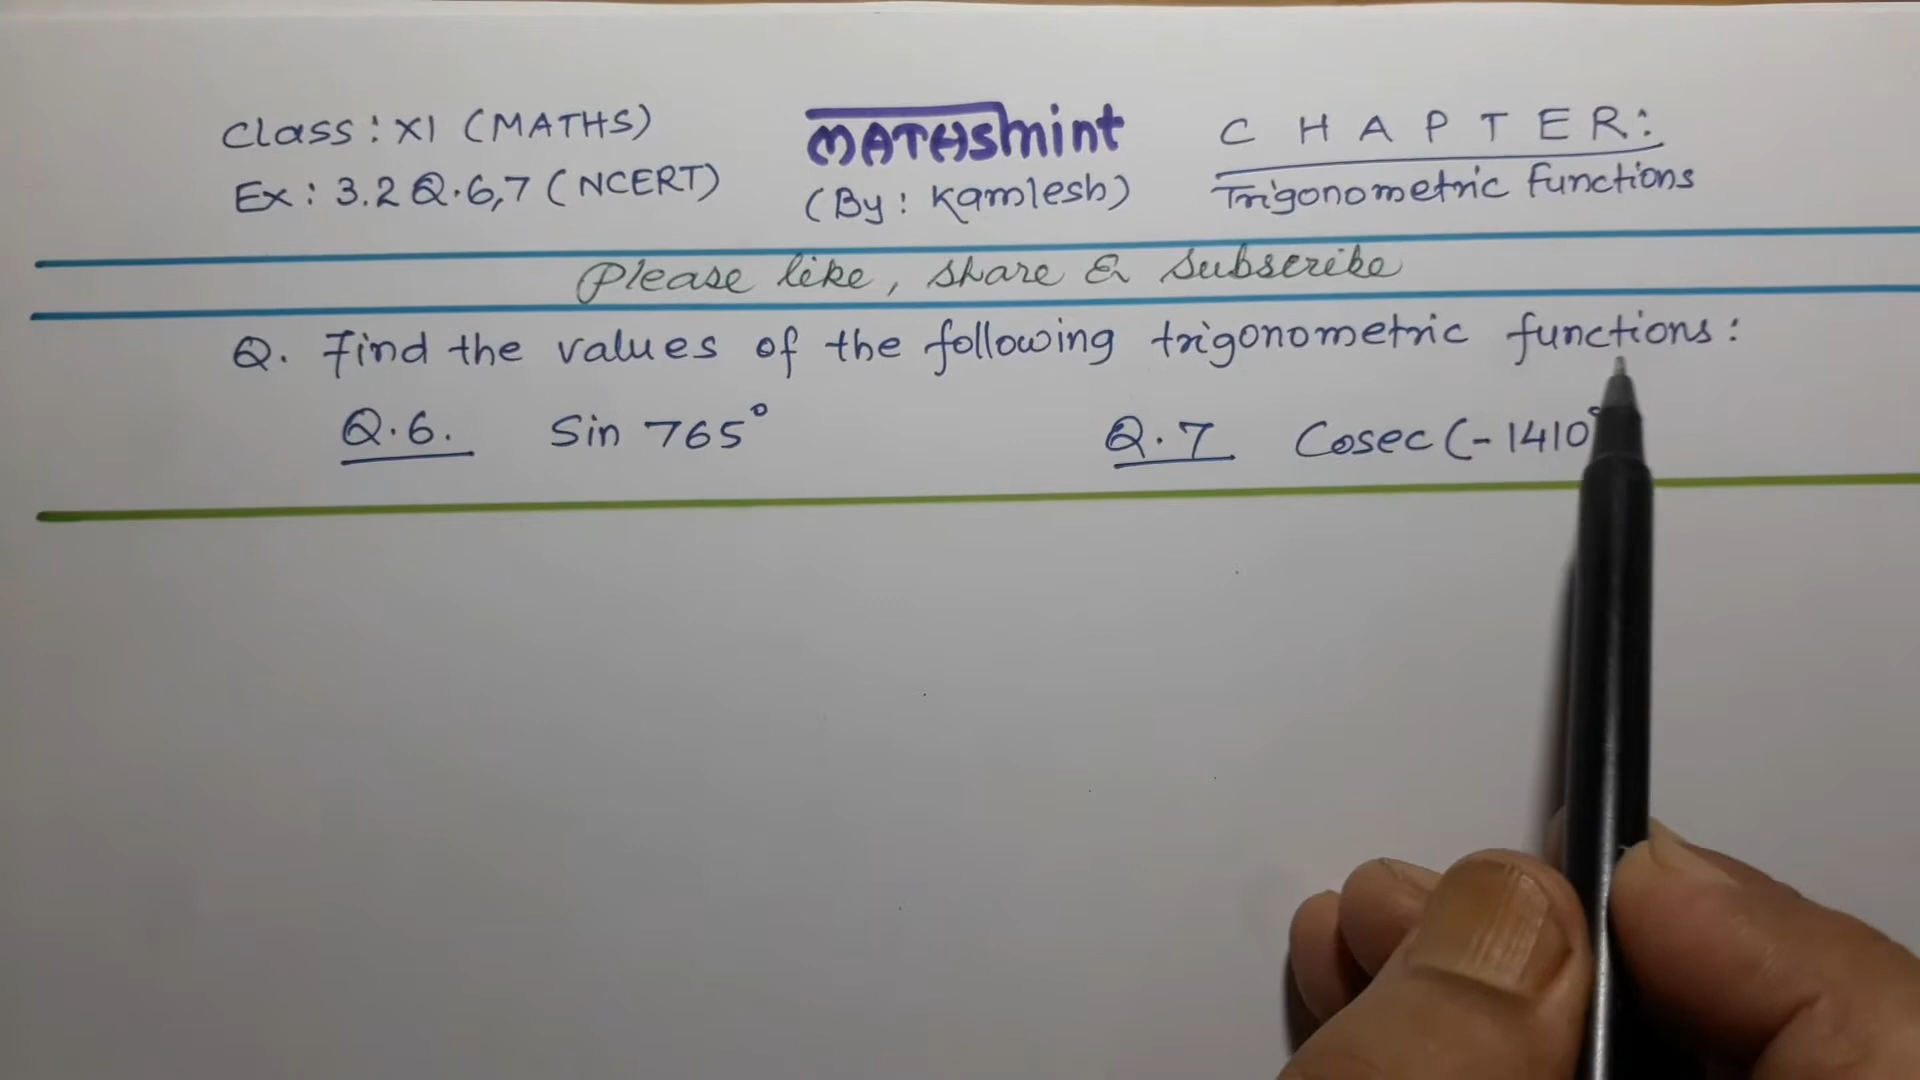 Class: XI (MATHS)
Ex: 3.2 Q.6,7 (NCERT)
MATHSmint
(By: Kamlesh)
CHAPTER:
Trigonometric Functions
Please like, share & Subscribe
Q. Find the values of the following trigonometric functions:
Q.6. Sin 765°
Q.7 Cosec (-1410°